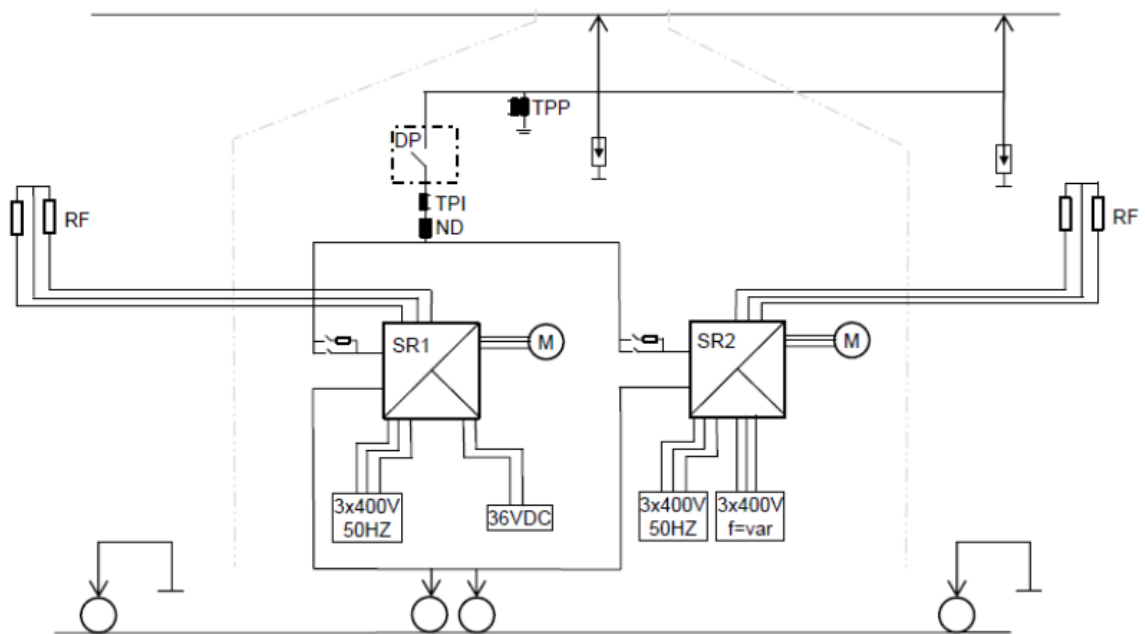 TPP
DP
TPI
ND
RF
RF
SR1
M
SR2
M
3x400V
50HZ
36VDC
3x400V
50HZ
3x400V
f=var